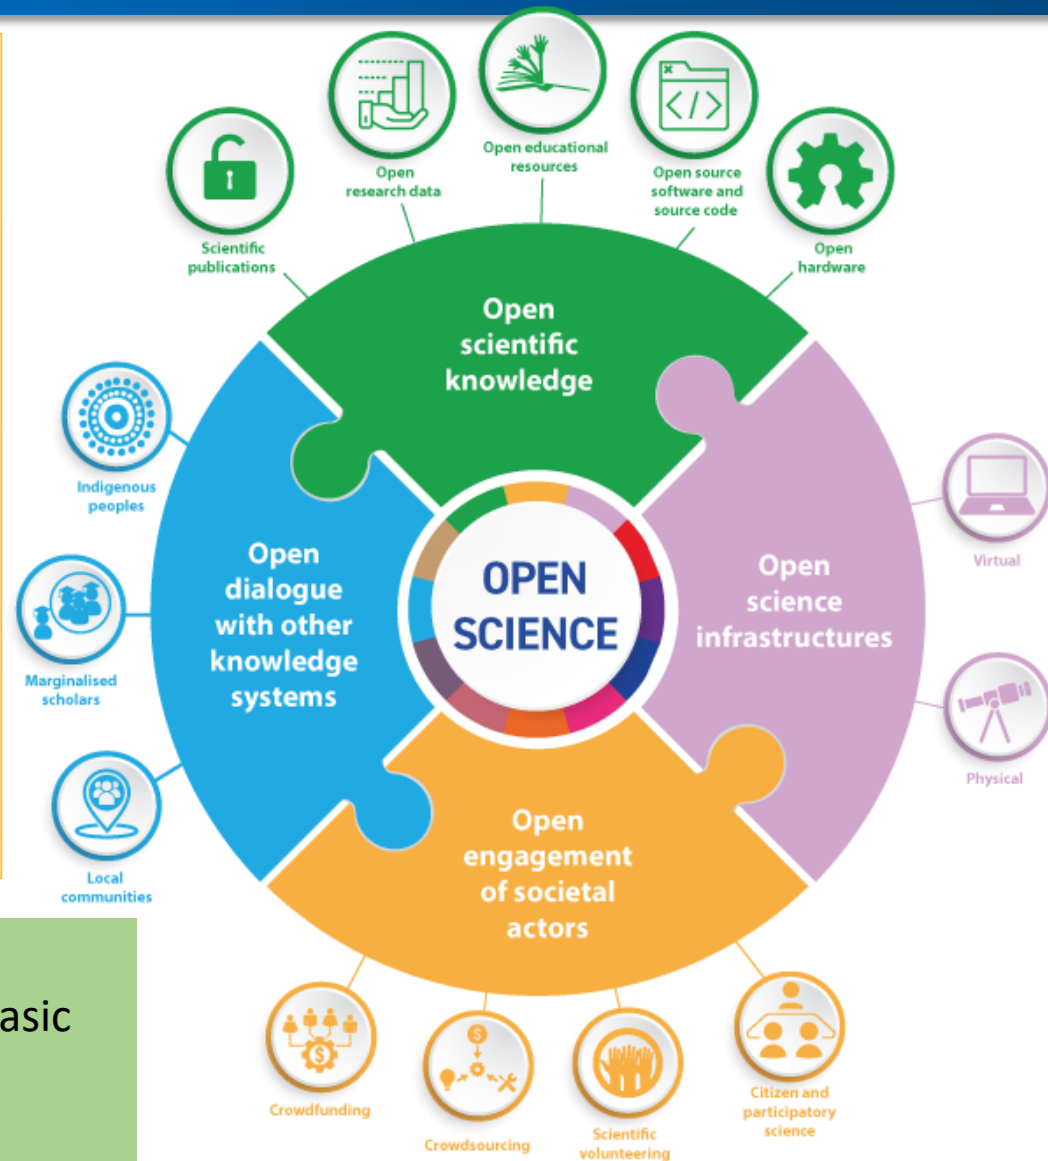 Open educational
resources
Open
research data
Open source
software and
source code
Scientific
publications
Open
hardware
Open
scientific
knowledge
Indigenous
peoples
Marginalised
scholars
Local
communities
Open
dialogue
with other
knowledge
systems
OPEN
SCIENCE
Open
science
infrastructures
Virtual
Physical
Open
engagement
of societal
actors
asic
Crowdfunding
$
Crowdsourcing
$
Scientific
volunteering
Citizen and
participatory
science